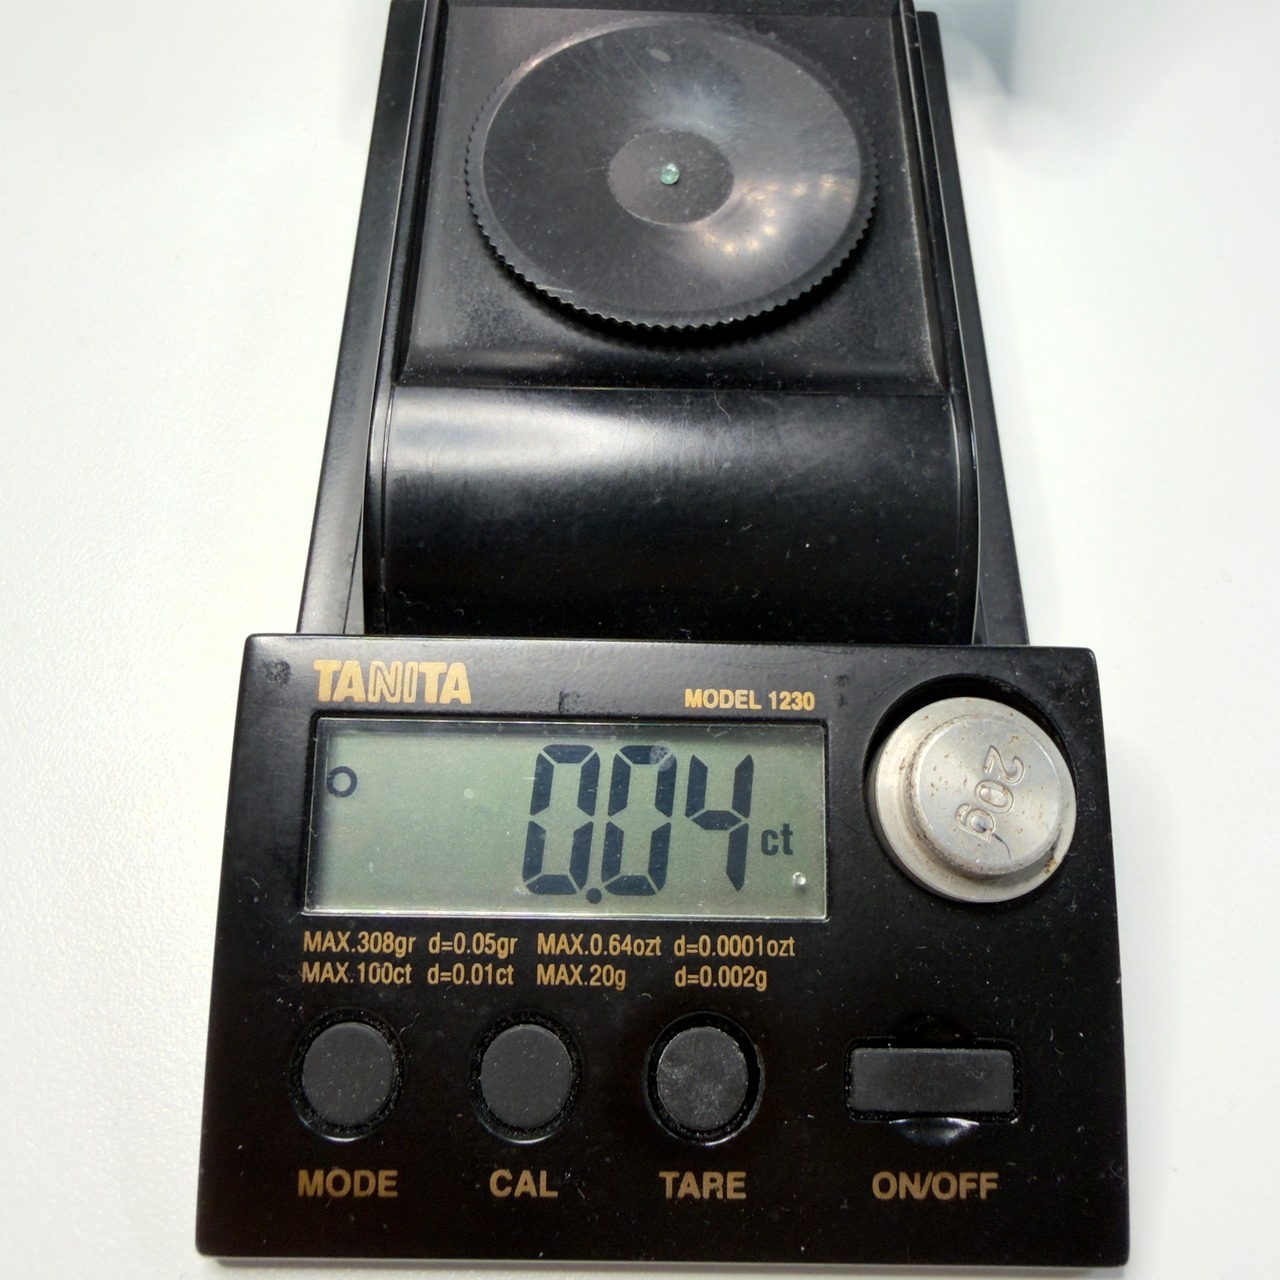 TANITA
MODEL 1230
0.04 ct
20g
MAX.308gr d=0.05gr MAX.0.64ozt d=0.0001ozt
MAX.100ct d=0.01ct MAX.20g d=0.002g
MODE CAL TARE ON/OFF